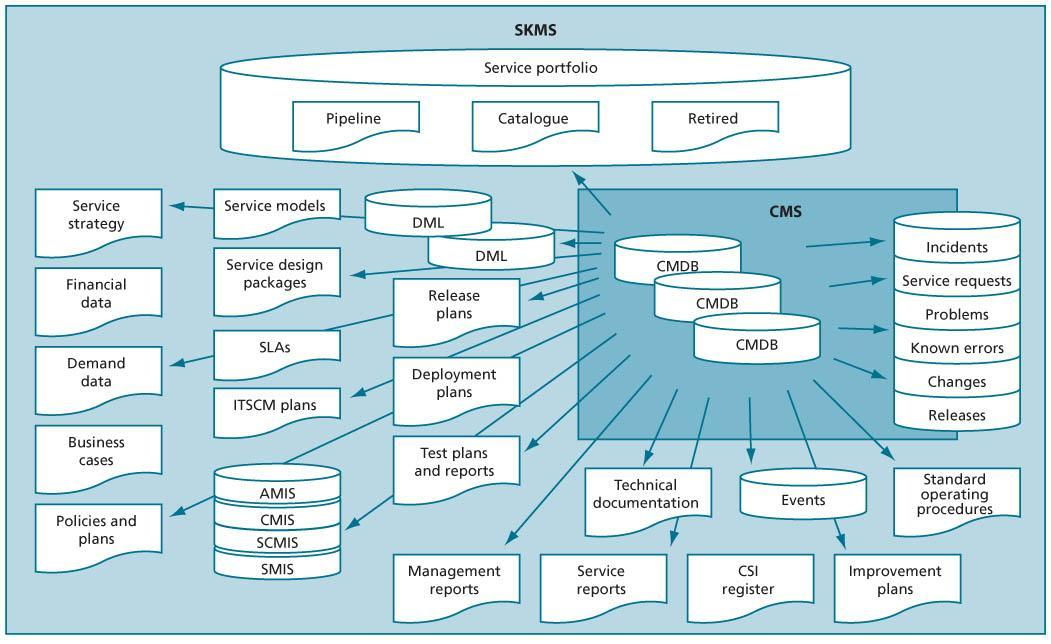 SKMS
Service portfolio
Pipeline
Catalogue
Retired
Service
strategy
Service models
DML
DML
CMS
CMDB
CMDB
CMDB
Incidents
Service requests
Problems
Known errors
Changes
Releases
Financial
data
Service design
packages
Release
plans
Demand
data
SLAs
ITSCM plans
Deployment
plans
Business
cases
Test plans
and reports
Policies and
plans
AMIS
CMIS
SCMIS
SMIS
Technical
documentation
Events
Standard
operating
procedures
Management
reports
Service
reports
CSI
register
Improvement
plans